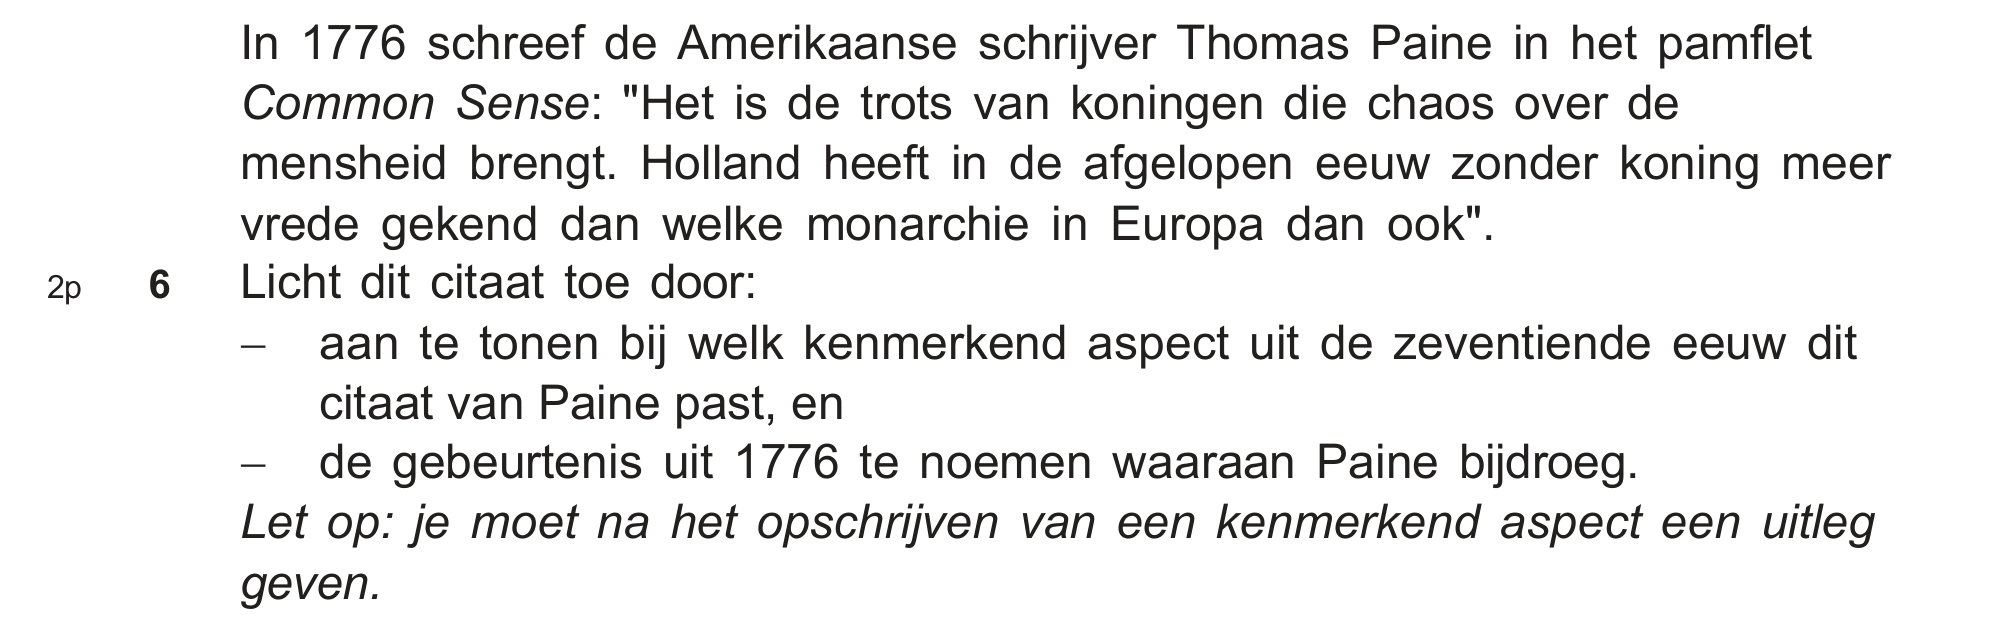 In 1776 schreef de Amerikaanse schrijver Thomas Paine in het pamflet
Common Sense: "Het is de trots van koningen die chaos over de
mensheid brengt. Holland heeft in de afgelopen eeuw zonder koning meer
vrede gekend dan welke monarchie in Europa dan ook".
2p 6 Licht dit citaat toe door:
– aan te tonen bij welk kenmerkend aspect uit de zeventiende eeuw dit
citaat van Paine past, en
– de gebeurtenis uit 1776 te noemen waaraan Paine bijdroeg.
Let op: je moet na het opschrijven van een kenmerkend aspect een uitleg
geven.